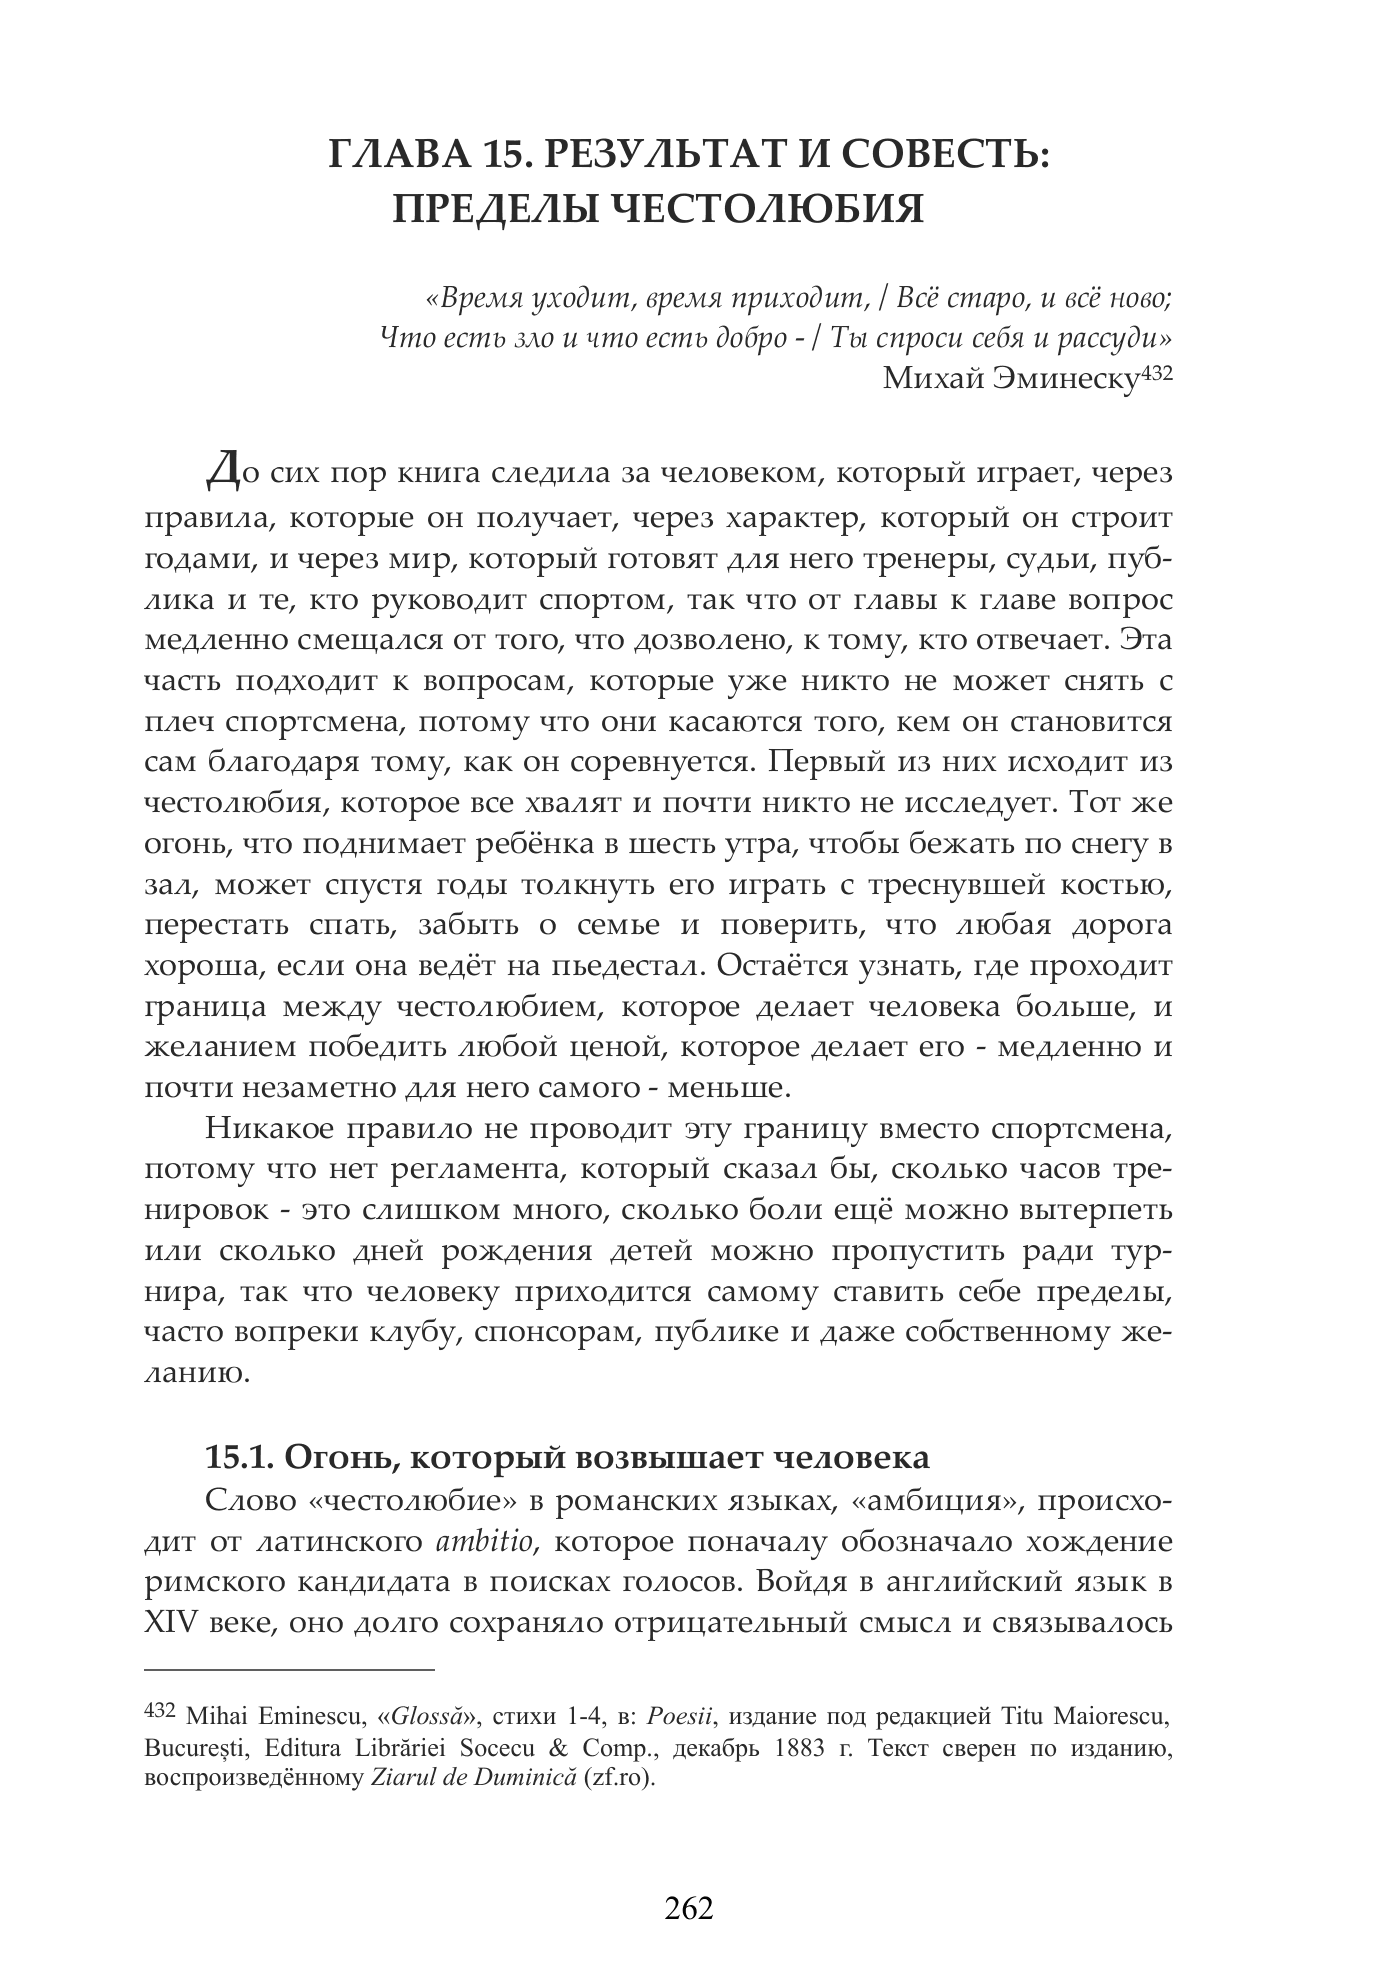 ГЛАВА 15. РЕЗУЛЬТАТ И СОВЕСТЬ:
ПРЕДЕЛЫ ЧЕСТОЛЮБИЯ
«Время уходит, время приходит, / Всё старо, и всё ново;
Что есть зло и что есть добро - / Ты спроси себя и рассуди»
Михай Эминеску432
До сих пор книга следила за человеком, который играет, через
правила, которые он получает, через характер, который он строит
годами, и через мир, который готовят для него тренеры, судьи, пуб-
лика и те, кто руководит спортом, так что от главы к главе вопрос
медленно смещался от того, что дозволено, к тому, кто отвечает. Эта
часть подходит к вопросам, которые уже никто не может снять с
плеч спортсмена, потому что они касаются того, кем он становится
сам благодаря тому, как он соревнуется. Первый из них исходит из
честолюбия, которое все хвалят и почти никто не исследует. Тот же
огонь, что поднимает ребёнка в шесть утра, чтобы бежать по снегу в
зал, может спустя годы толкнуть его играть с треснувшей костью,
перестать спать, забыть о семье и поверить, что любая дорога
хороша, если она ведёт на пьедестал. Остаётся узнать, где проходит
граница между честолюбием, которое делает человека больше, и
желанием победить любой ценой, которое делает его - медленно и
почти незаметно для него самого - меньше.
Никакое правило не проводит эту границу вместо спортсмена,
потому что нет регламента, который сказал бы, сколько часов тре-
нировок - это слишком много, сколько боли ещё можно вытерпеть
или сколько дней рождения детей можно пропустить ради тур-
нира, так что человеку приходится самому ставить себе пределы,
часто вопреки клубу, спонсорам, публике и даже собственному же-
ланию.
15.1. Огонь, который возвышает человека
Слово «честолюбие» в романских языках, «амбиция», происхо-
дит от латинского ambitio, которое поначалу обозначало хождение
римского кандидата в поисках голосов. Войдя в английский язык в
XIV веке, оно долго сохраняло отрицательный смысл и связывалось
432 Mihai Eminescu, «Glossă», стихи 1-4, в: Poesii, издание под редакцией Titu Maiorescu,
București, Editura Librăriei Socecu & Comp., декабрь 1883 г. Текст сверен по изданию,
воспроизведённому Ziarul de Duminică (zf.ro).
262